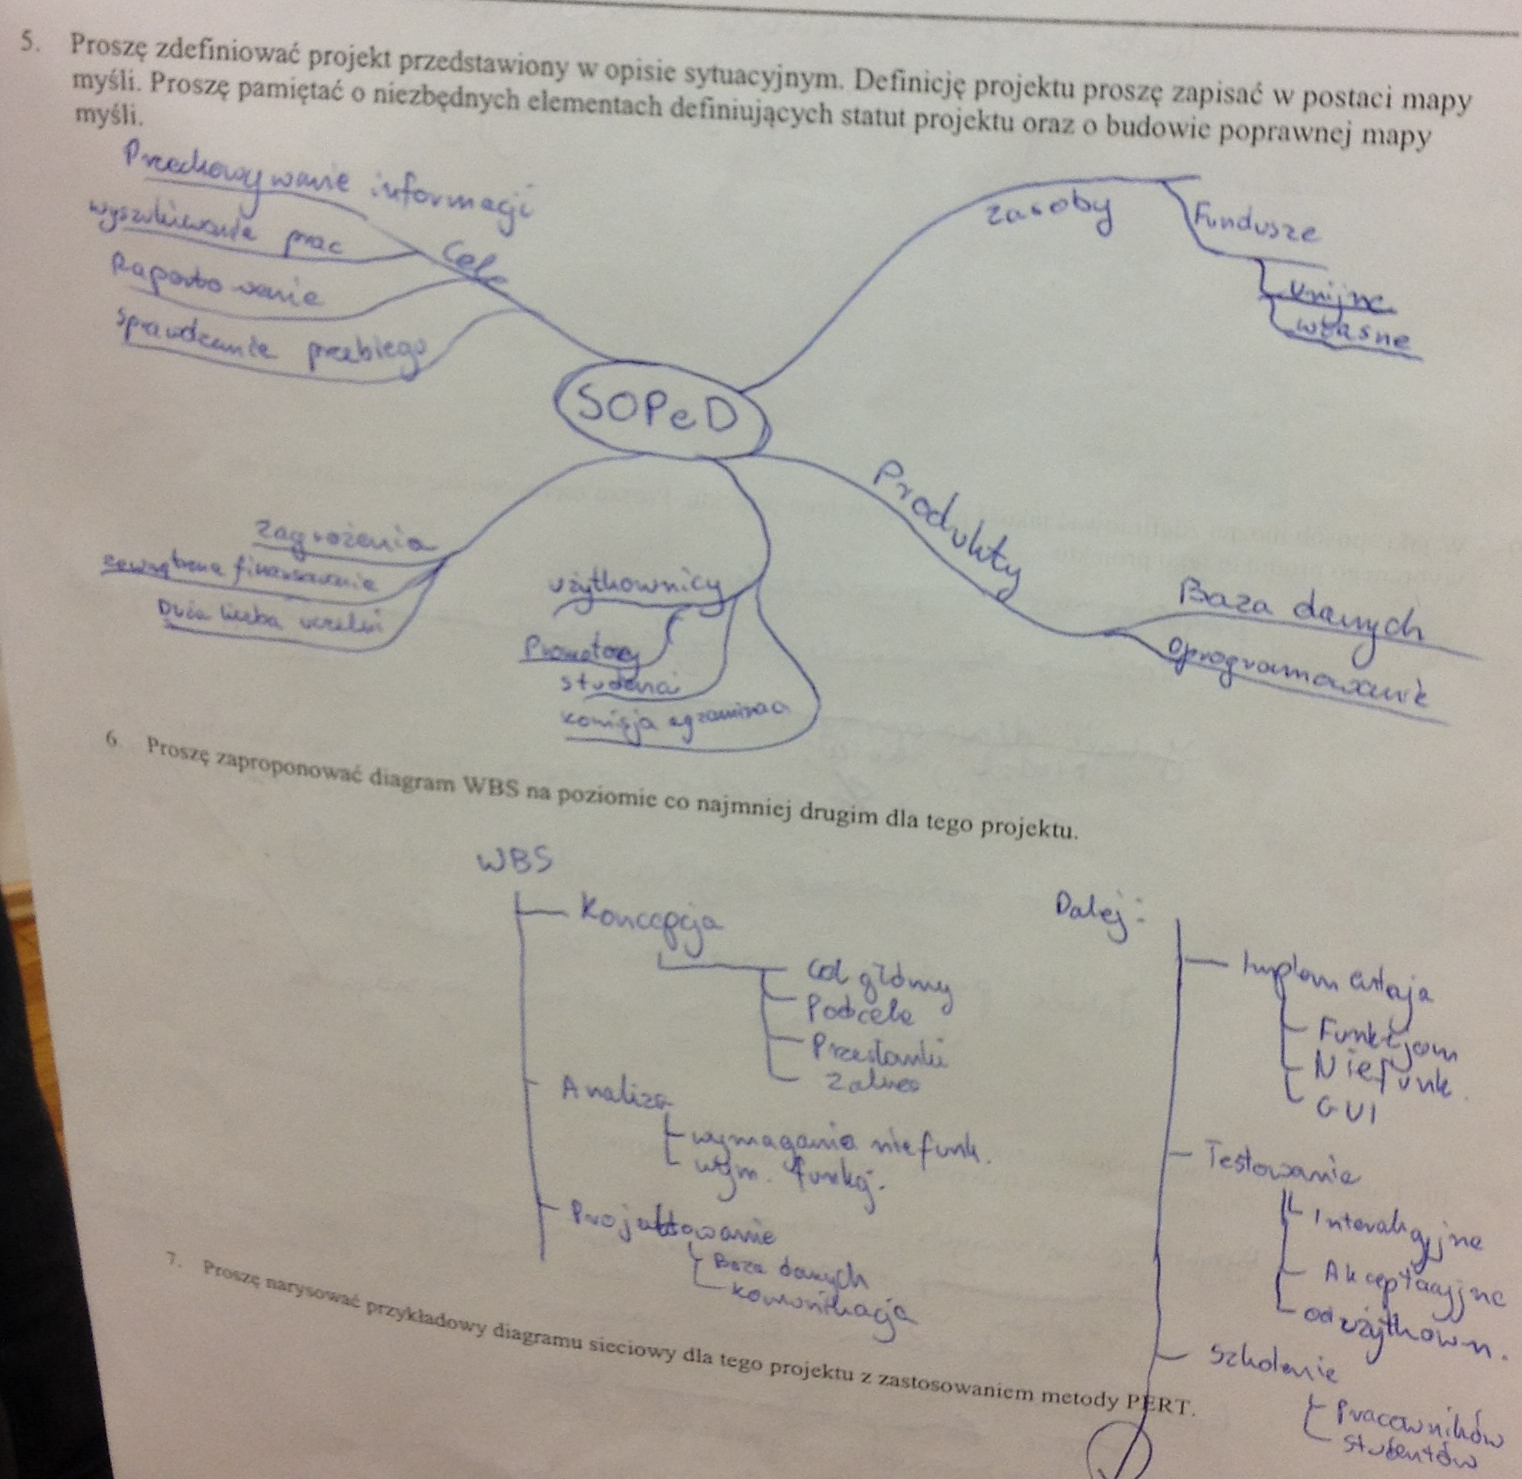 5. Proszę zdefiniować projekt przedstawiony w opisie sytuacyjnym. Definicję projektu proszę zapisać w postaci mapy
myśli. Proszę pamiętać o niezbędnych elementach definiujących statut projektu oraz o budowie poprawnej mapy
myśli.
Przechowywanie informacji
wyszukiwanie prac
Raportowanie
Sprawdzanie przebiegu
Cele
zasoby
Fundusze
Unijne
własne
SOPeD
Produkty
Baza danych
oprogramowanie
Zagrożenia
zewnętrzne finansowanie
Duża liczba uczelni
użytkownicy
Promotorzy
studenci
komisja egzaminac
6. Proszę zaproponować diagram WBS na poziomie co najmniej drugim dla tego projektu.
WBS
Koncepcja
Cel główny
Podcele
Przesłanki
Zakres
Analiza
wymagania niefunk.
wym. funkcj.
Projektowanie
Baza danych
komunikacja
Dalej:
Implementacja
Funkcjon
Niefunk.
GUI
Testowanie
Interakcyjne
Akceptacyjne
od użytkown.
Szkolenie
Pracowników
studentów
7. Proszę narysować przykładowy diagramu sieciowy dla tego projektu z zastosowaniem metody PERT.